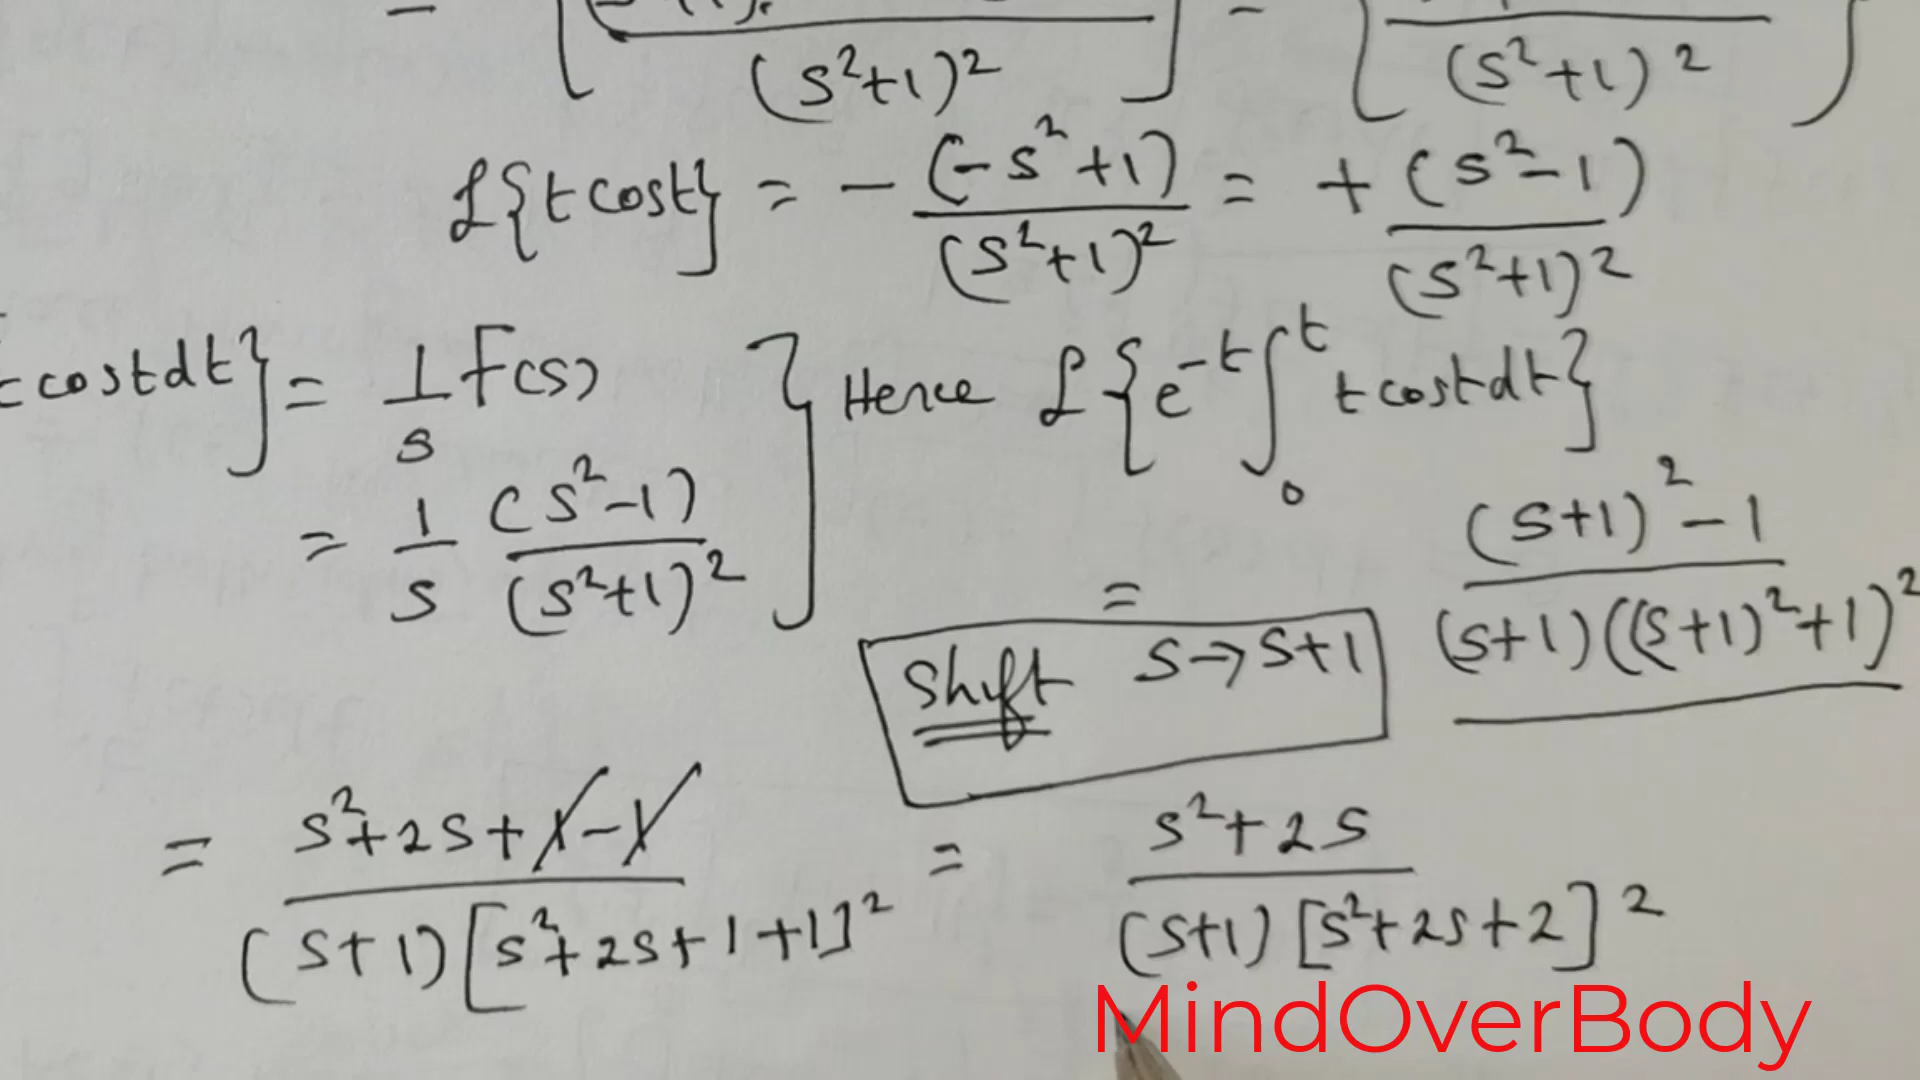 - [ (s²+1)² ] - [ (s²+1)² ]
£{t cost} = - (-s²+1)/(s²+1)² = + (s²-1)/(s²+1)²
t cost dt} = 1/s F(s) } Hence £{e^-t ∫₀^t t cost dt}
= 1/s (s²-1)/(s²+1)² = (s+1)²-1/(s+1)((s+1)²+1)²
Shift s→s+1
= s²+2s+1-1/(s+1)[s²+2s+1+1]² = s²+2s/(s+1)[s²+2s+2]²
MindOverBody